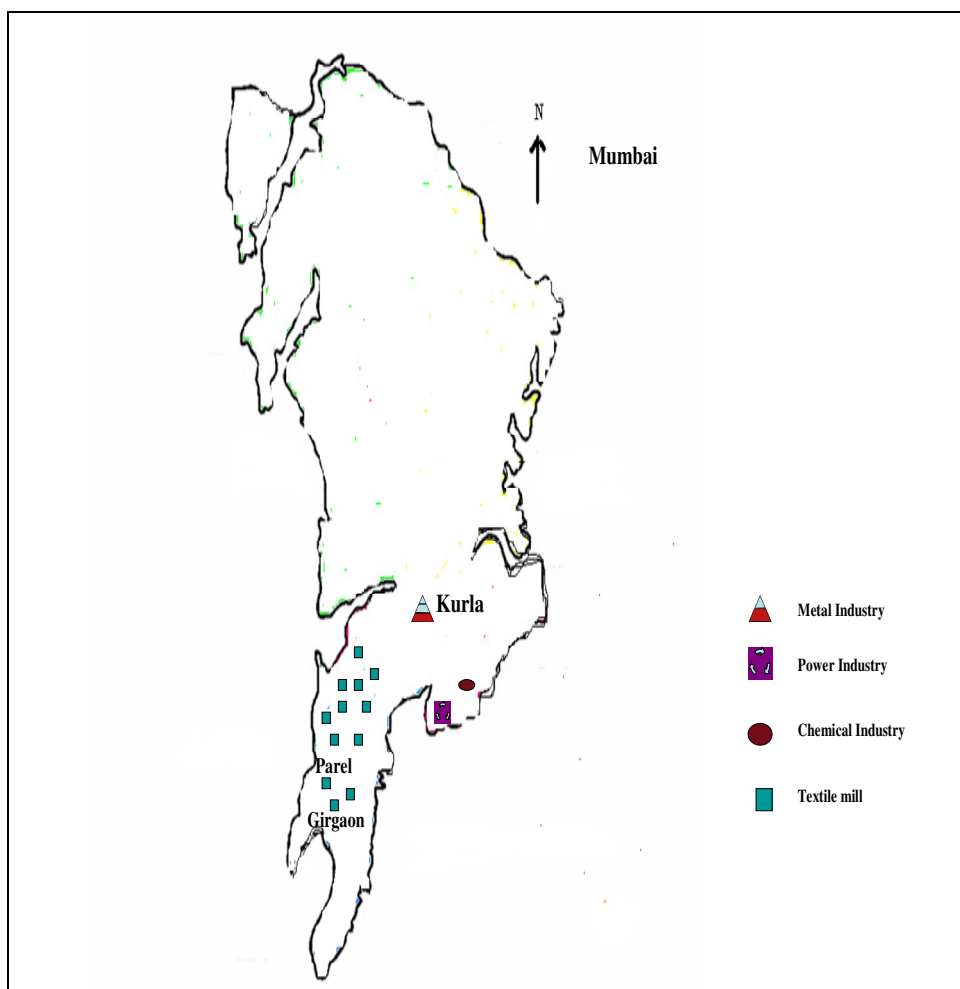 N
Mumbai
Kurla
Metal Industry
Power Industry
Chemical Industry
Parel
Textile mill
Girgaon